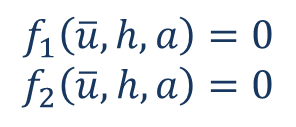 f₁(u̅, h, a) = 0
f₂(u̅, h, a) = 0